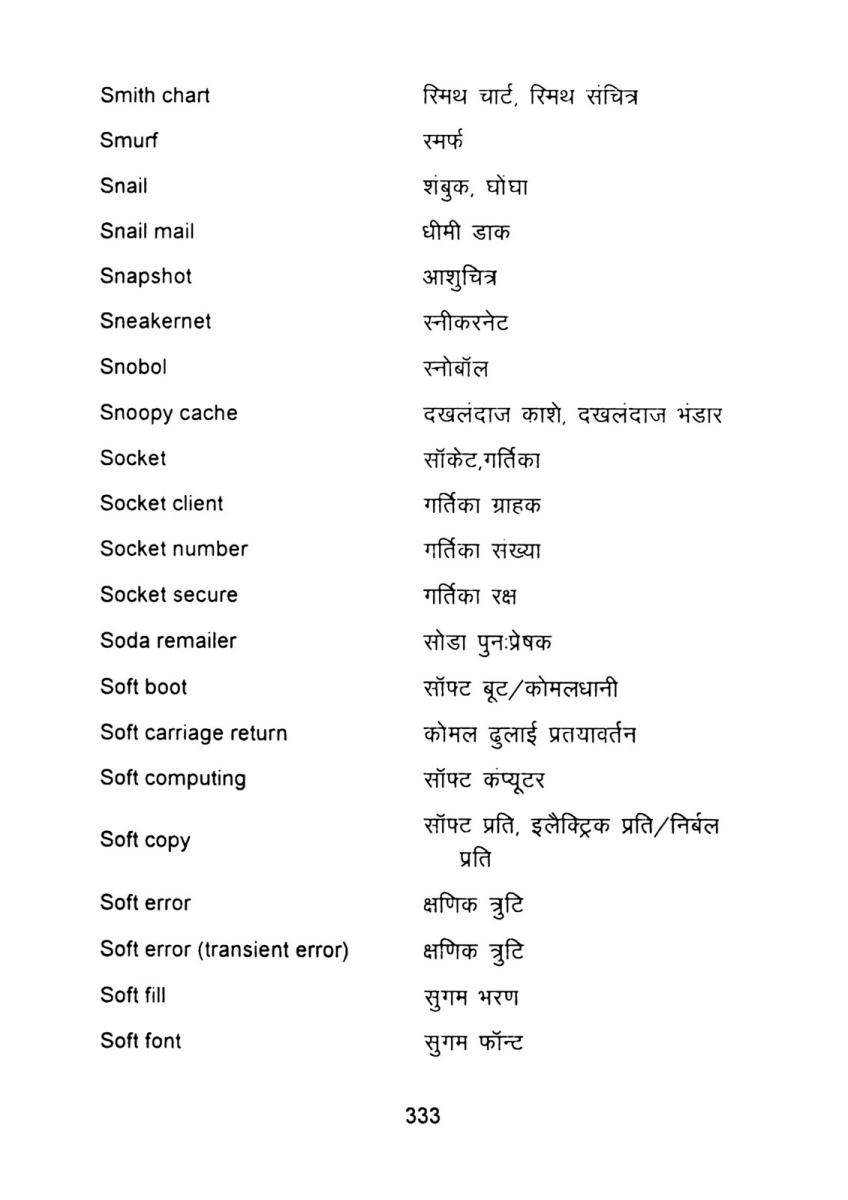 Smith chart स्मिथ चार्ट, स्मिथ संचित्र
Smurf स्मर्फ
Snail शंबुक, घोंघा
Snail mail धीमी डाक
Snapshot आशुचित्र
Sneakernet स्नीकरनेट
Snobol स्नोबॉल
Snoopy cache दखलंदाज काशे, दखलंदाज भंडार
Socket सॉकेट,गर्तिका
Socket client गर्तिका ग्राहक
Socket number गर्तिका संख्या
Socket secure गर्तिका रक्ष
Soda remailer सोडा पुनःप्रेषक
Soft boot सॉफ्ट बूट/कोमलधानी
Soft carriage return कोमल ढुलाई प्रतयावर्तन
Soft computing सॉफ्ट कंप्यूटर
Soft copy सॉफ्ट प्रति, इलैक्ट्रिक प्रति/निर्बल
प्रति
Soft error क्षणिक त्रुटि
Soft error (transient error) क्षणिक त्रुटि
Soft fill सुगम भरण
Soft font सुगम फॉन्ट
333